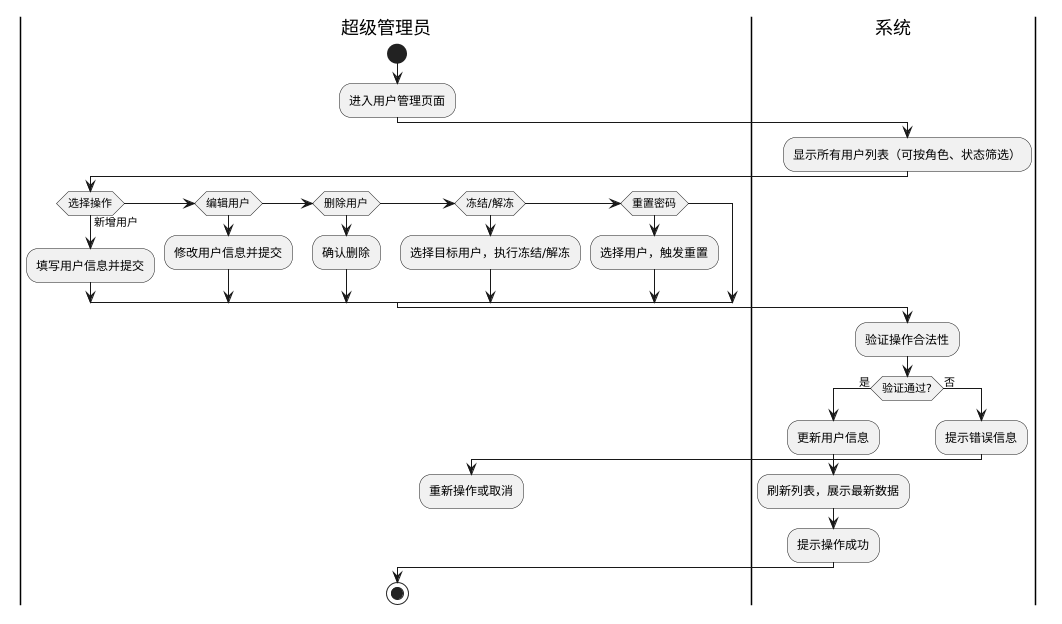 超级管理员
系统
进入用户管理页面
显示所有用户列表（可按角色、状态筛选）
选择操作
编辑用户
删除用户
冻结/解冻
重置密码
新增用户
填写用户信息并提交
修改用户信息并提交
确认删除
选择目标用户，执行冻结/解冻
选择用户，触发重置
验证操作合法性
是
验证通过?
否
更新用户信息
提示错误信息
重新操作或取消
刷新列表，展示最新数据
提示操作成功